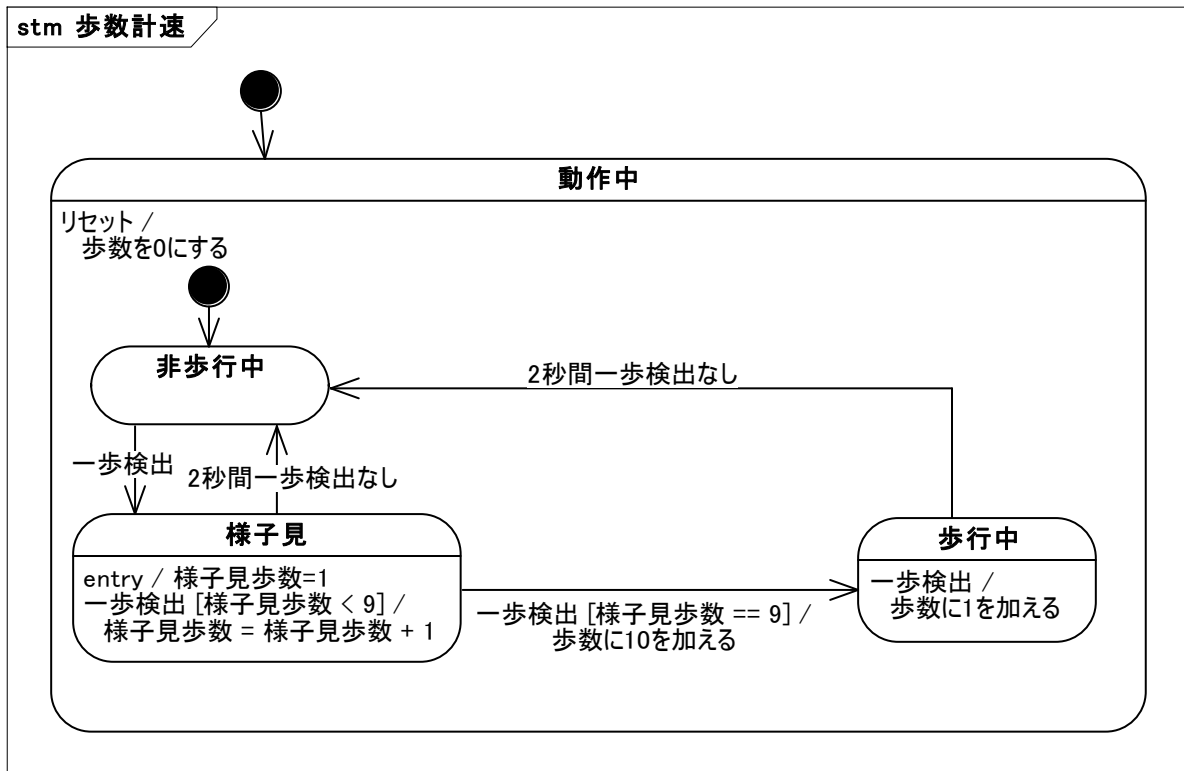 stm 歩数計速
動作中
リセット /
歩数を0にする
非歩行中
2秒間一歩検出なし
一歩検出
2秒間一歩検出なし
様子見
entry / 様子見歩数=1
一歩検出 [様子見歩数 < 9] /
様子見歩数 = 様子見歩数 + 1
一歩検出 [様子見歩数 == 9] /
歩数に10を加える
歩行中
一歩検出 /
歩数に1を加える